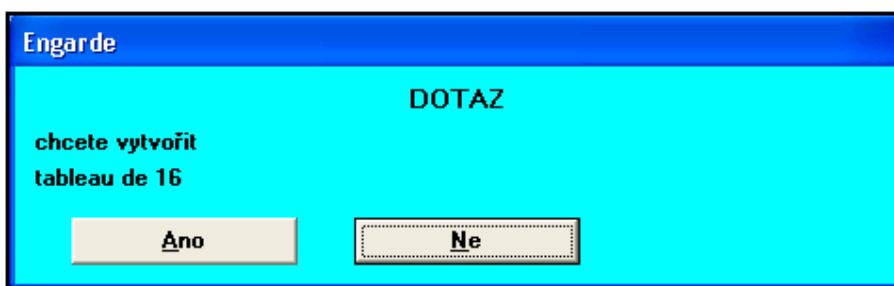 Engarde
DOTAZ
chcete vytvořit
tableau de 16
Ano Ne